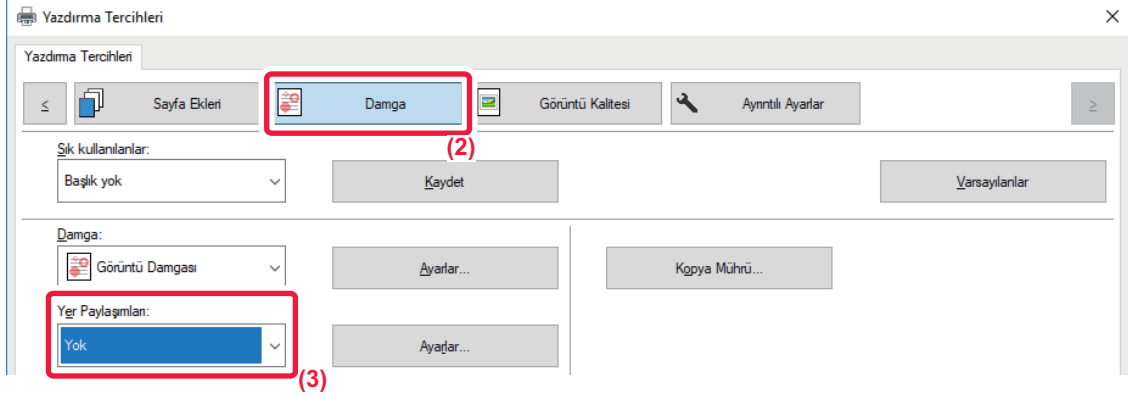 Yazdırma Tercihleri
Yazdırma Tercihleri
< Sayfa Ekleri Damga Görüntü Kalitesi Ayrıntılı Ayarlar >
(2)
Sık kullanılanlar:
Başlık yok Kaydet Varsayılanlar
Damga:
Görüntü Damgası Ayarlar... Kopya Mührü...
Yer Paylaşımları:
Yok Ayarlar...
(3)